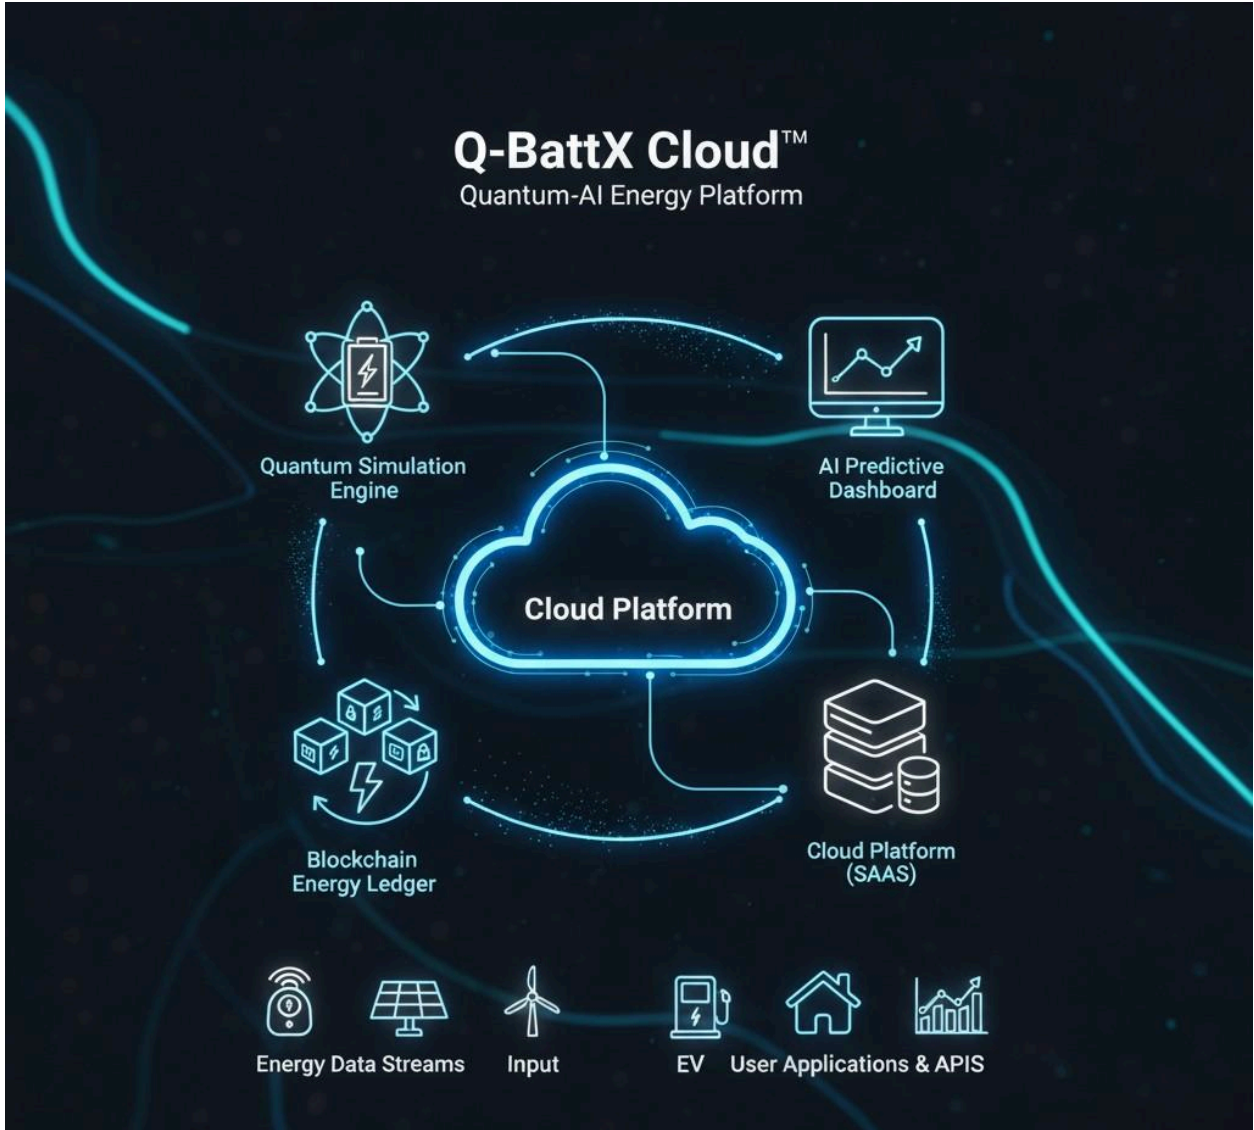 Q-BattX Cloud™
Quantum-AI Energy Platform
Quantum Simulation
Engine
AI Predictive
Dashboard
Cloud Platform
Blockchain
Energy Ledger
Cloud Platform
(SAAS)
Energy Data Streams
Input
EV
User Applications & APIS